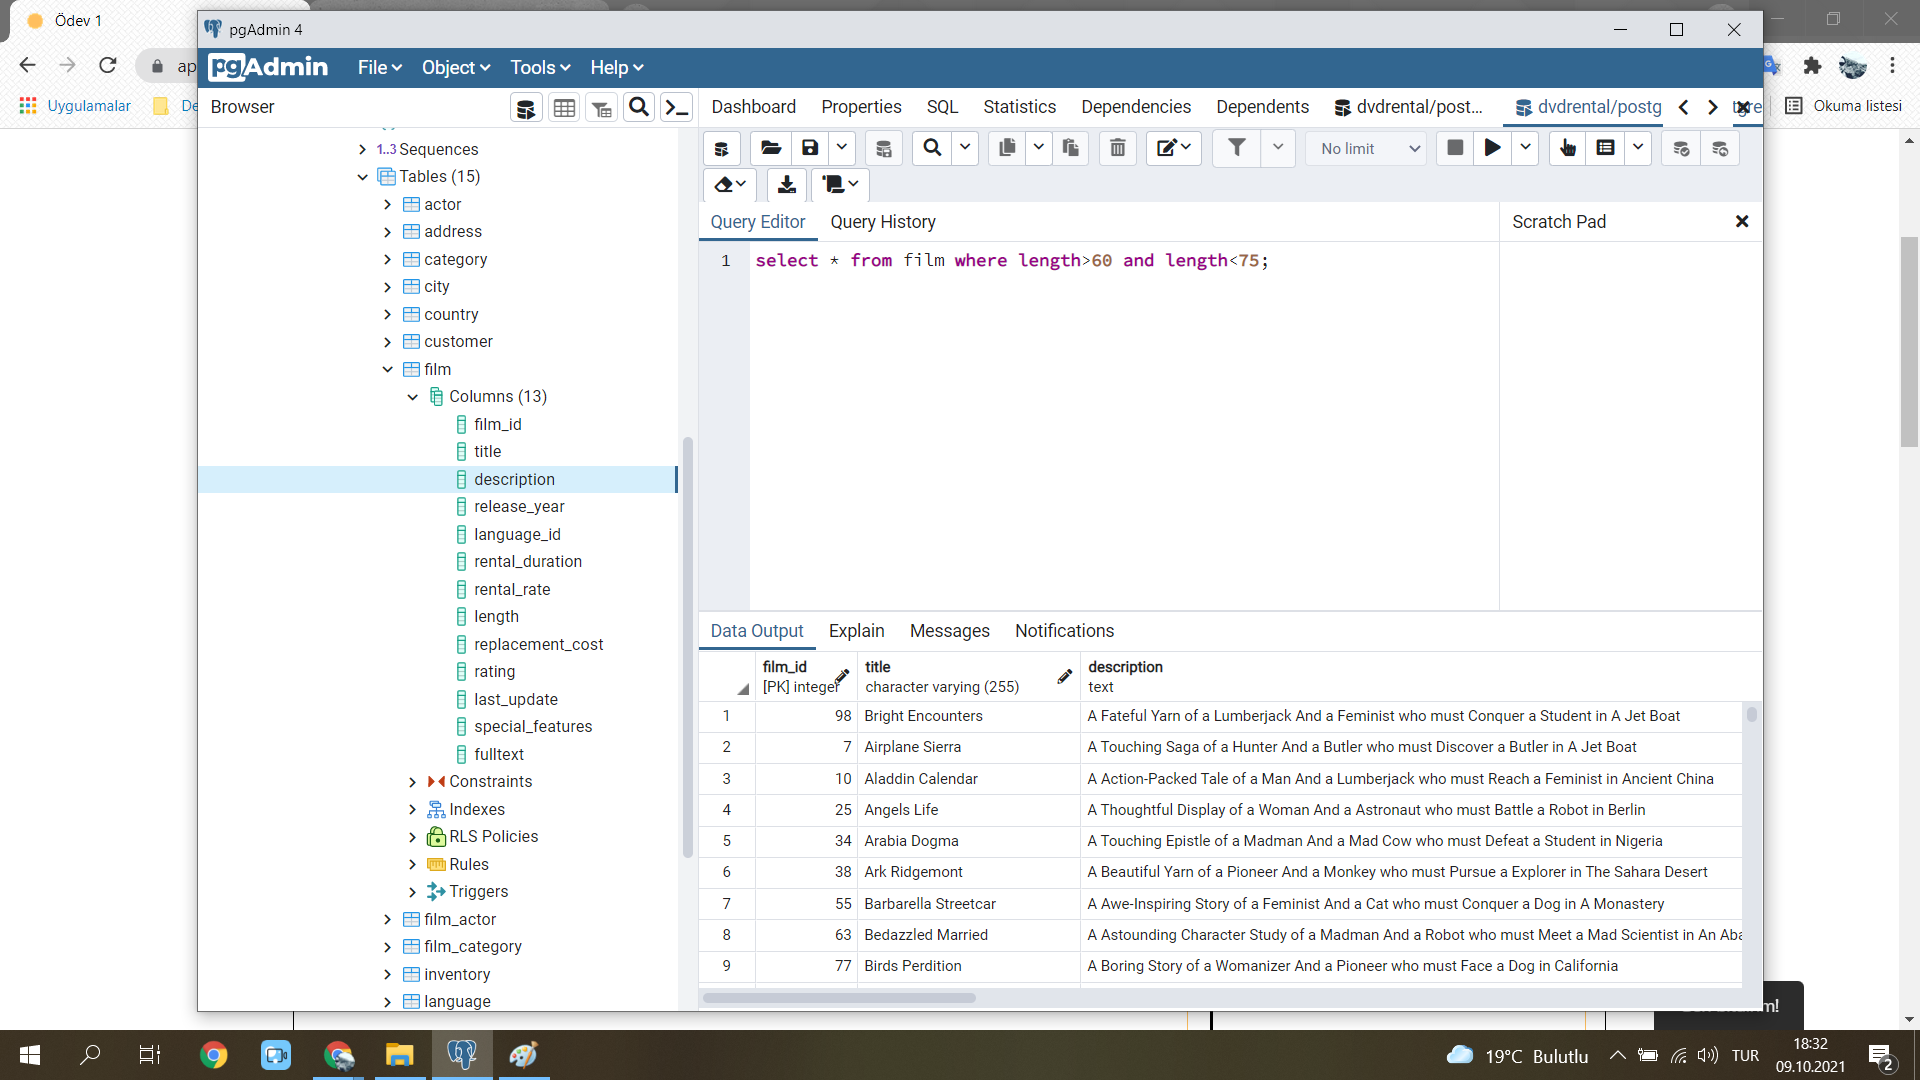 Ödev 1
pgAdmin 4
ap
pgAdmin File Object Tools Help
Uygulamalar De
Okuma listesi
Browser
Dashboard Properties SQL Statistics Dependencies Dependents dvdrental/post... dvdrental/postg
No limit
Query Editor Query History
Scratch Pad
1 select * from film where length>60 and length<75;
1..3 Sequences
Tables (15)
actor
address
category
city
country
customer
film
Columns (13)
film_id
title
description
release_year
language_id
rental_duration
rental_rate
length
replacement_cost
rating
last_update
special_features
fulltext
Constraints
Indexes
RLS Policies
Rules
Triggers
film_actor
film_category
inventory
language
Data Output Explain Messages Notifications
film_id title description
[PK] integer character varying (255) text
1 98 Bright Encounters A Fateful Yarn of a Lumberjack And a Feminist who must Conquer a Student in A Jet Boat
2 7 Airplane Sierra A Touching Saga of a Hunter And a Butler who must Discover a Butler in A Jet Boat
3 10 Aladdin Calendar A Action-Packed Tale of a Man And a Lumberjack who must Reach a Feminist in Ancient China
4 25 Angels Life A Thoughtful Display of a Woman And a Astronaut who must Battle a Robot in Berlin
5 34 Arabia Dogma A Touching Epistle of a Madman And a Mad Cow who must Defeat a Student in Nigeria
6 38 Ark Ridgemont A Beautiful Yarn of a Pioneer And a Monkey who must Pursue a Explorer in The Sahara Desert
7 55 Barbarella Streetcar A Awe-Inspiring Story of a Feminist And a Cat who must Conquer a Dog in A Monastery
8 63 Bedazzled Married A Astounding Character Study of a Madman And a Robot who must Meet a Mad Scientist in An Aba
9 77 Birds Perdition A Boring Story of a Womanizer And a Pioneer who must Face a Dog in California
m!
19°C Bulutlu TUR
18:32
09.10.2021
2